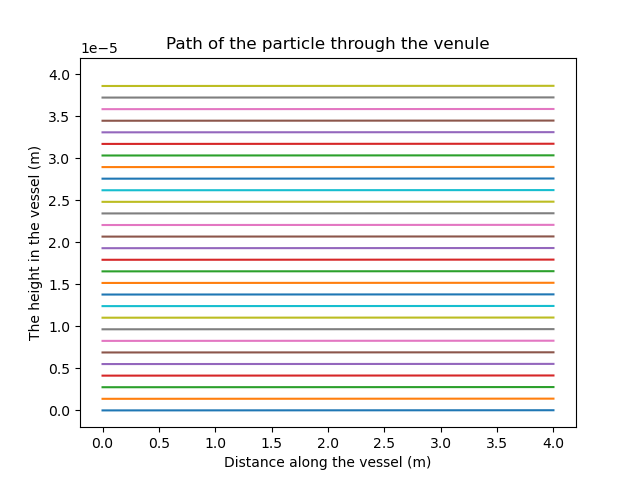 Path of the particle through the venule
1e−5
4.0
3.5
3.0
2.5
2.0
1.5
1.0
0.5
0.0
The height in the vessel (m)
0.0 0.5 1.0 1.5 2.0 2.5 3.0 3.5 4.0
Distance along the vessel (m)